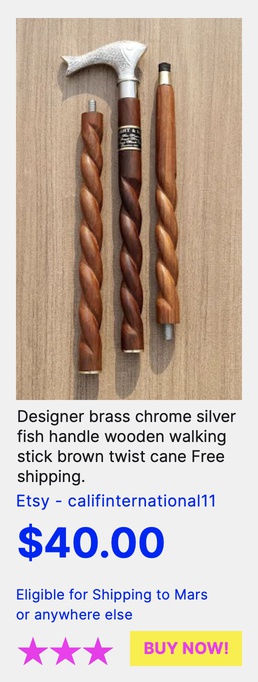 Designer brass chrome silver
fish handle wooden walking
stick brown twist cane Free
shipping.
Etsy - califinternational11
$40.00
Eligible for Shipping to Mars
or anywhere else
BUY NOW!